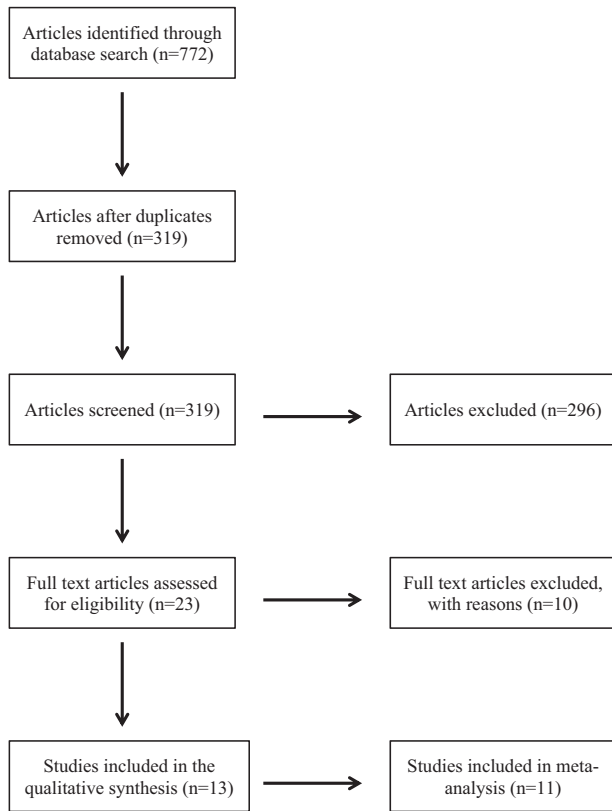 Articles identified through
database search (n=772)
Articles after duplicates
removed (n=319)
Articles screened (n=319)
Articles excluded (n=296)
Full text articles assessed
for eligibility (n=23)
Full text articles excluded,
with reasons (n=10)
Studies included in the
qualitative synthesis (n=13)
Studies included in meta-
analysis (n=11)